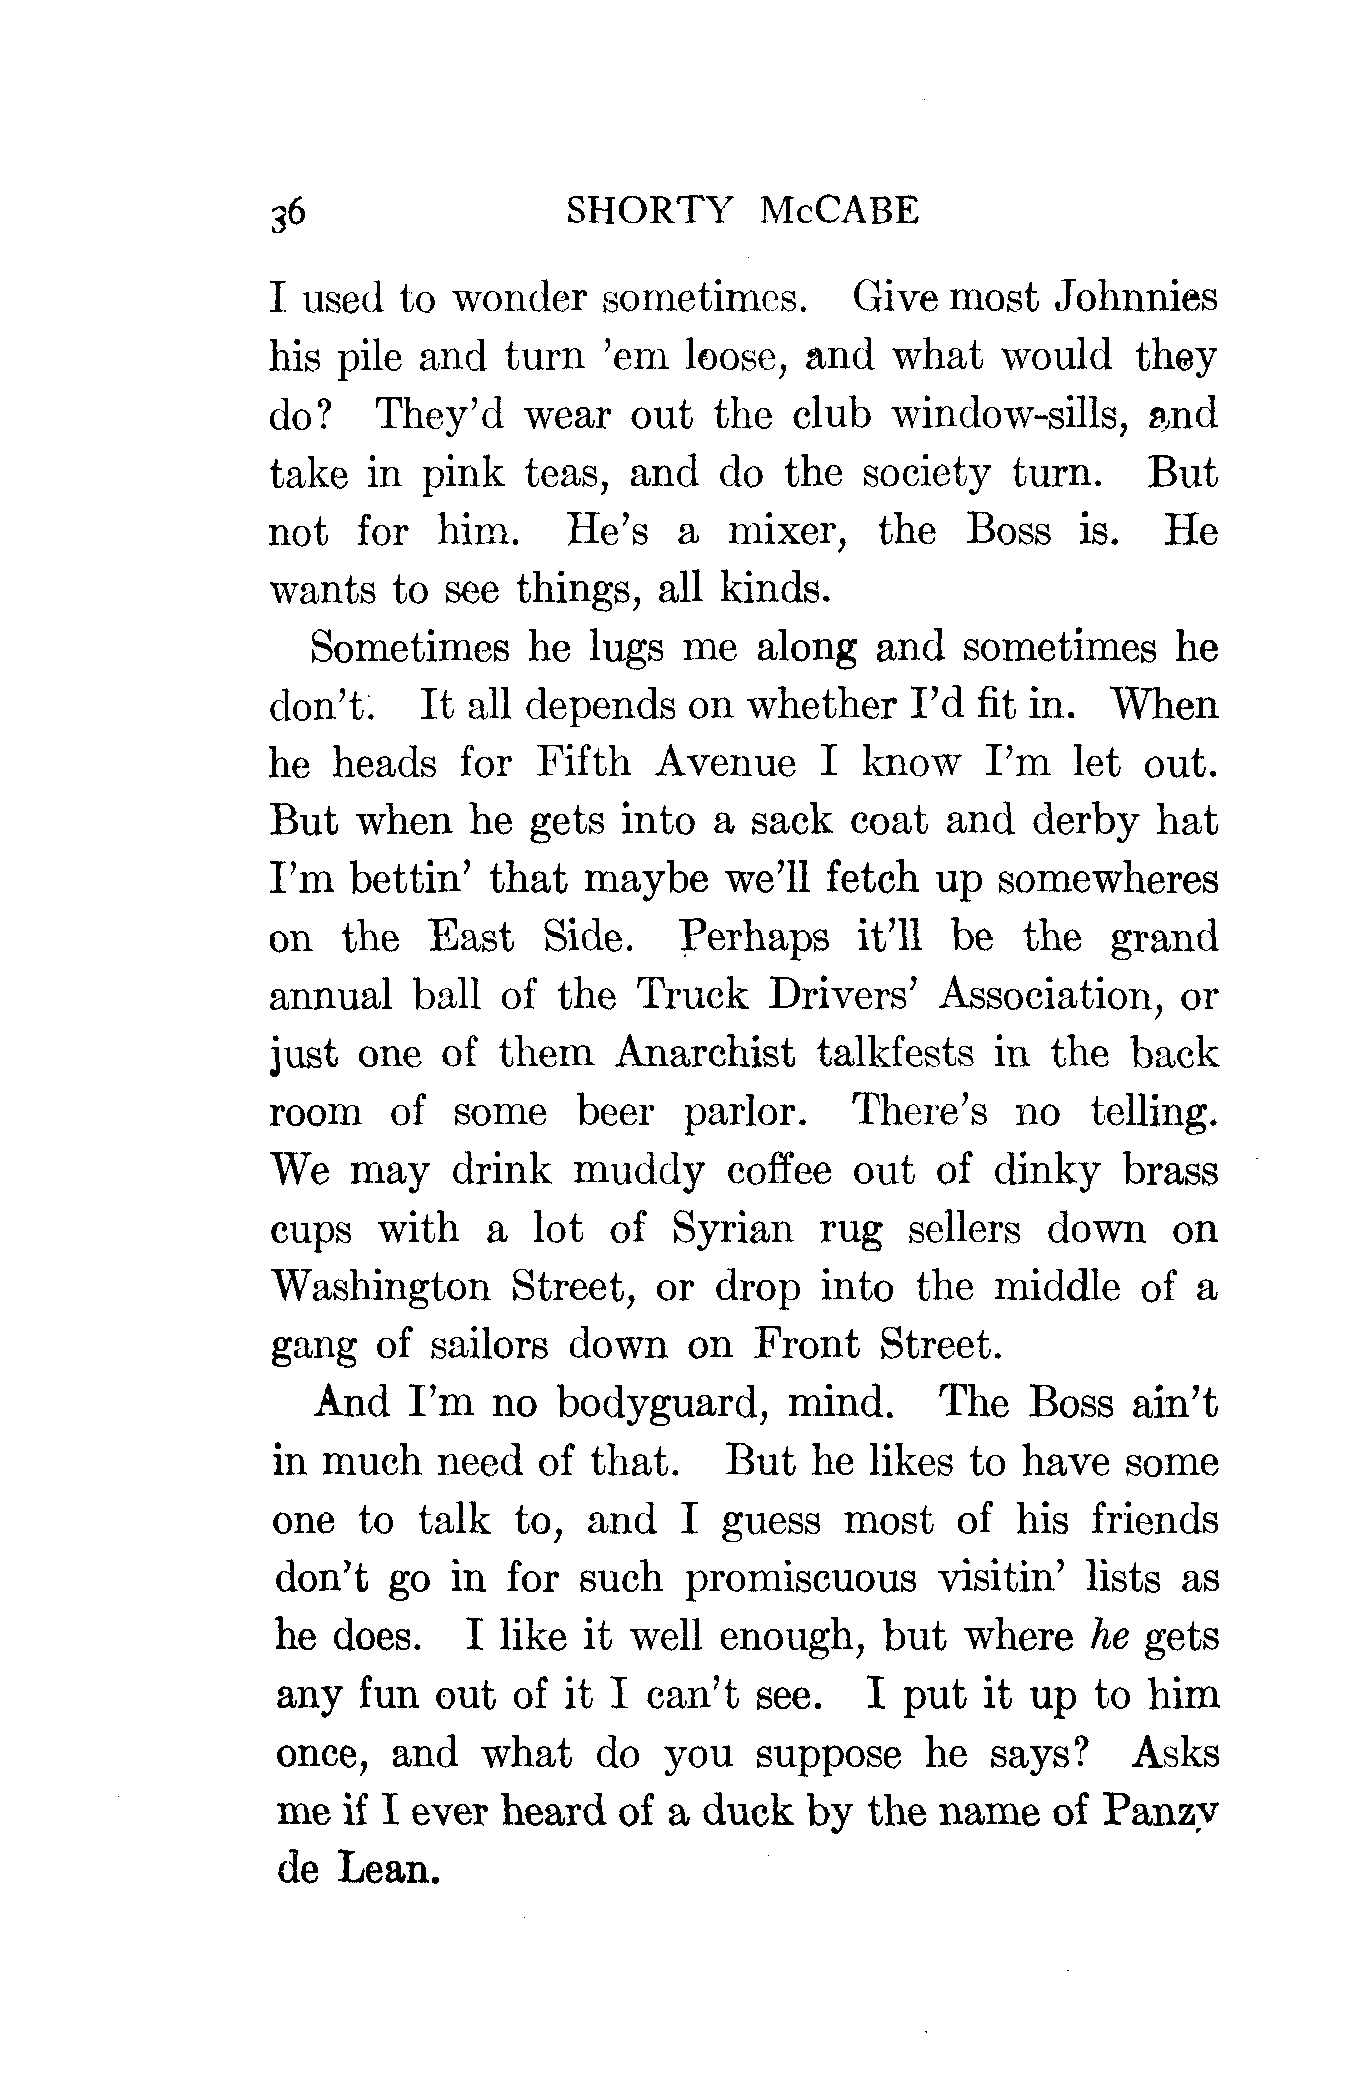 36 SHORTY McCABE
I used to wonder sometimes. Give most Johnnies
his pile and turn 'em loose, and what would they
do? They'd wear out the club window-sills, and
take in pink teas, and do the society turn. But
not for him. He's a mixer, the Boss is. He
wants to see things, all kinds.
Sometimes he lugs me along and sometimes he
don't. It all depends on whether I'd fit in. When
he heads for Fifth Avenue I know I'm let out.
But when he gets into a sack coat and derby hat
I'm bettin' that maybe we'll fetch up somewheres
on the East Side. Perhaps it'll be the grand
annual ball of the Truck Drivers' Association, or
just one of them Anarchist talkfests in the back
room of some beer parlor. There's no telling.
We may drink muddy coffee out of dinky brass
cups with a lot of Syrian rug sellers down on
Washington Street, or drop into the middle of a
gang of sailors down on Front Street.
And I'm no bodyguard, mind. The Boss ain't
in much need of that. But he likes to have some
one to talk to, and I guess most of his friends
don't go in for such promiscuous visitin' lists as
he does. I like it well enough, but where he gets
any fun out of it I can't see. I put it up to him
once, and what do you suppose he says? Asks
me if I ever heard of a duck by the name of Panzy
de Lean.